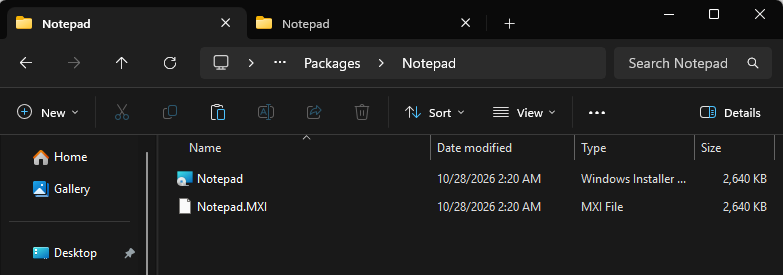 Notepad
Notepad
Packages
Notepad
Search Notepad
New
Sort
View
Details
Home
Gallery
Desktop
Name
Date modified
Type
Size
Notepad
10/28/2026 2:20 AM
Windows Installer ...
2,640 KB
Notepad.MXI
10/28/2026 2:20 AM
MXI File
2,640 KB